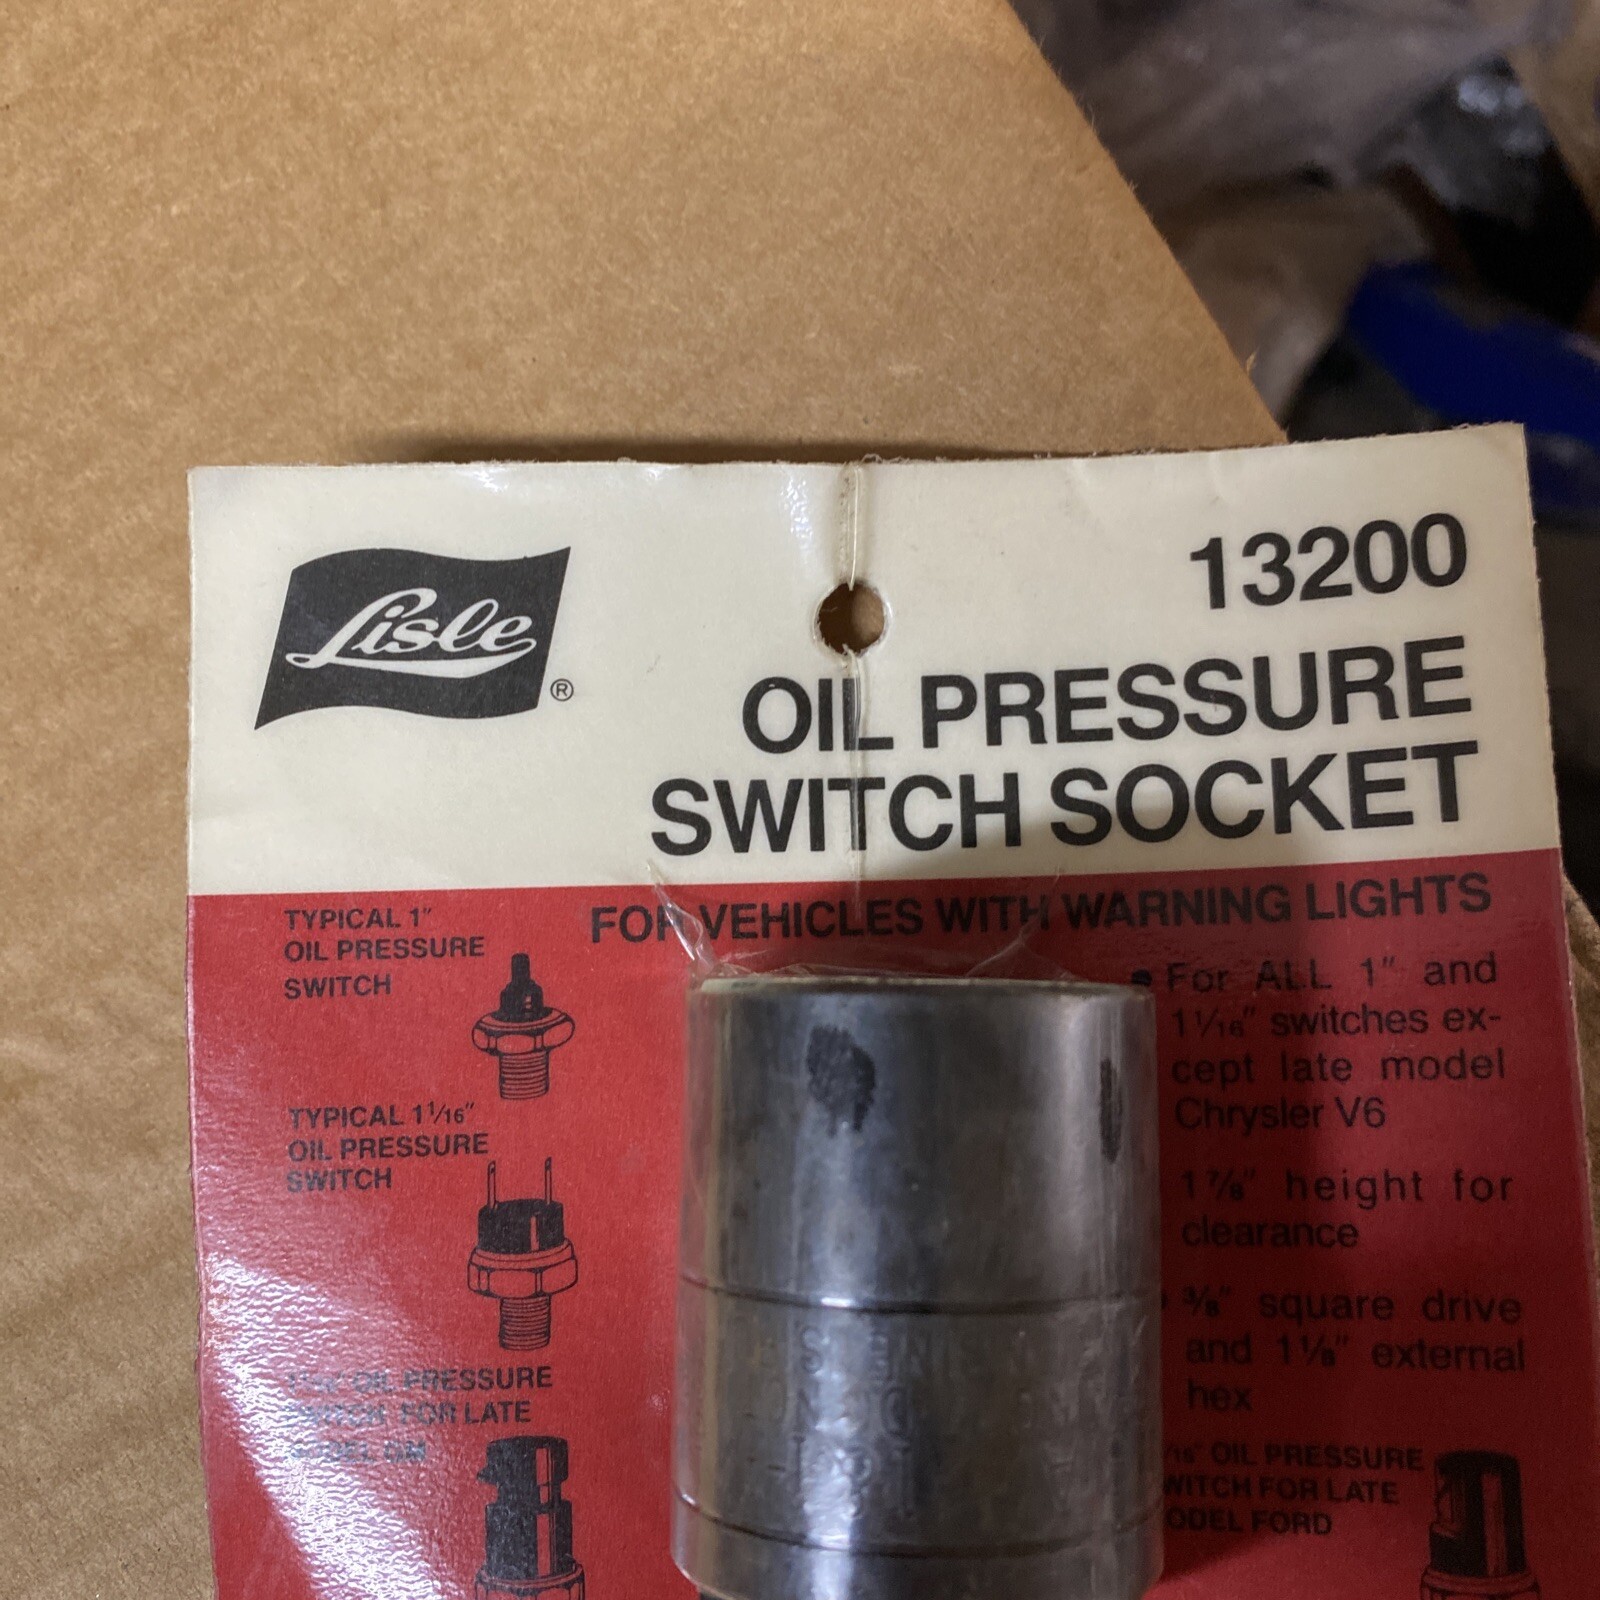 Lisle ®
13200
OIL PRESSURE
SWITCH SOCKET
FOR VEHICLES WITH WARNING LIGHTS
TYPICAL 1"
OIL PRESSURE
SWITCH
TYPICAL 1 1/16"
OIL PRESSURE
SWITCH
OIL PRESSURE
SWITCH FOR LATE
MODEL GM
• For ALL 1" and
1 1/16" switches ex-
cept late model
Chrysler V6
1 7/8" height for
clearance
3/8" square drive
and 1 1/8" external
hex
OIL PRESSURE
SWITCH FOR LATE
MODEL FORD